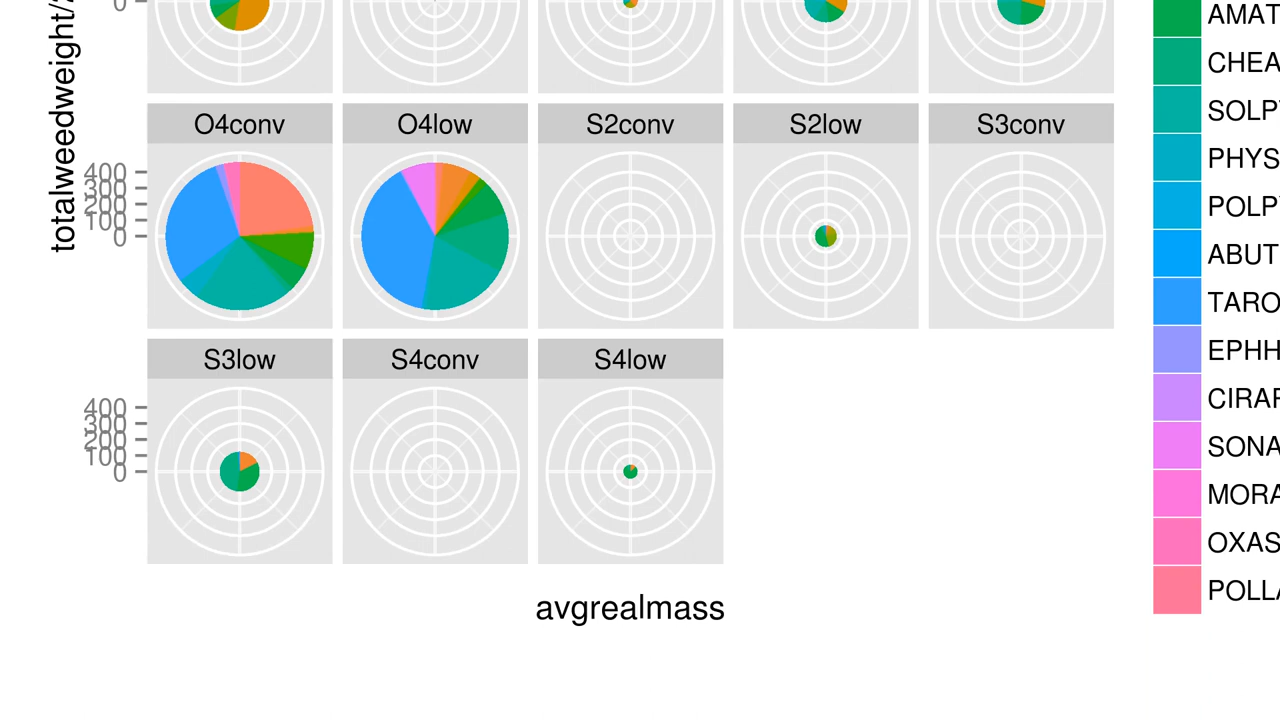 totalweedweight/
0
AMAT
CHEA
SOLP
PHYS
POLP
ABUT
TARO
EPHH
CIRAR
SONA
MORA
OXAS
POLLA
O4conv
O4low
S2conv
S2low
S3conv
400
300
200
100
0
S3low
S4conv
S4low
400
300
200
100
0
avgrealmass